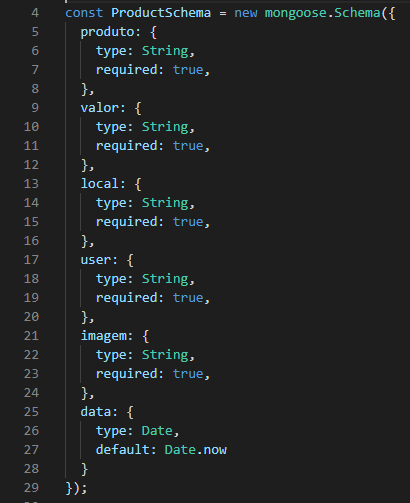 4 const ProductSchema = new mongoose.Schema({
5   produto: {
6     type: String,
7     required: true,
8   },
9   valor: {
10     type: String,
11     required: true,
12   },
13   local: {
14     type: String,
15     required: true,
16   },
17   user: {
18     type: String,
19     required: true,
20   },
21   imagem: {
22     type: String,
23     required: true,
24   },
25   data: {
26     type: Date,
27     default: Date.now
28   }
29 });